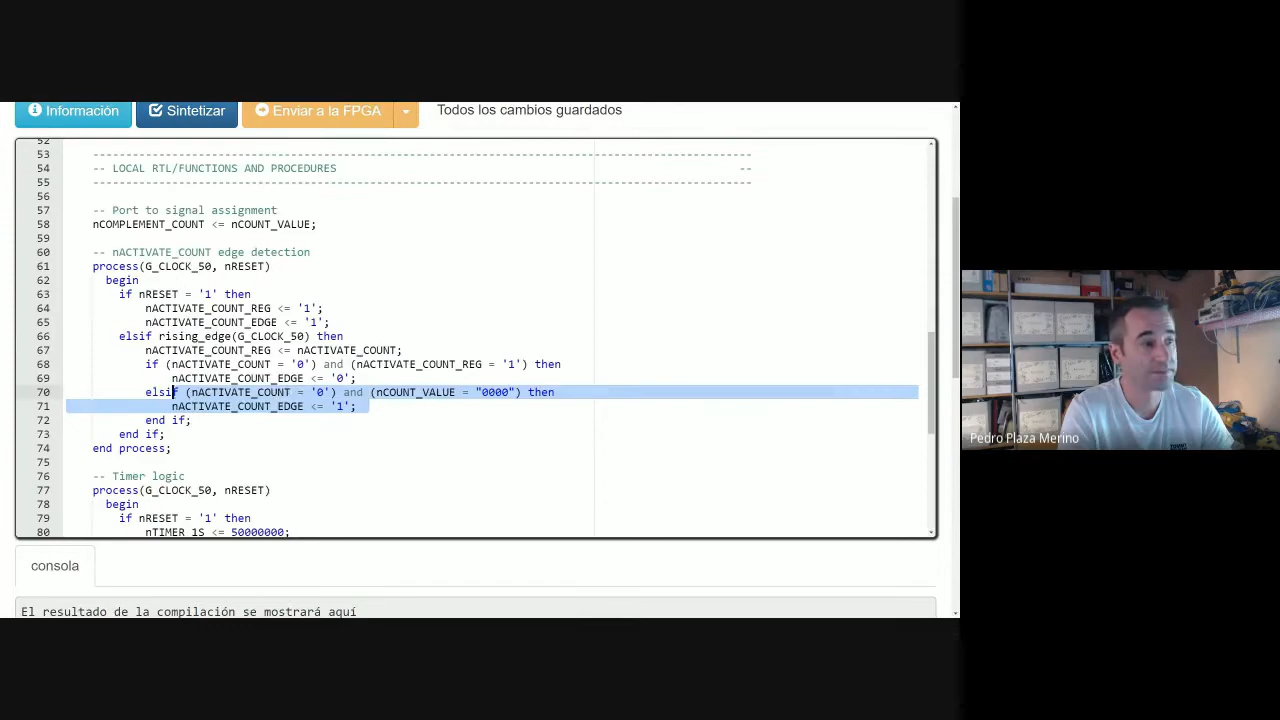 Información
Sintetizar
Enviar a la FPGA
Todos los cambios guardados
52
53 --------------------------------------------------------------------------------------------------
54 -- LOCAL RTL/FUNCTIONS AND PROCEDURES --
55 --------------------------------------------------------------------------------------------------
56
57 -- Port to signal assignment
58 nCOMPLEMENT_COUNT <= nCOUNT_VALUE;
59
60 -- nACTIVATE_COUNT edge detection
61 process(G_CLOCK_50, nRESET)
62 begin
63 if nRESET = '1' then
64 nACTIVATE_COUNT_REG <= '1';
65 nACTIVATE_COUNT_EDGE <= '1';
66 elsif rising_edge(G_CLOCK_50) then
67 nACTIVATE_COUNT_REG <= nACTIVATE_COUNT;
68 if (nACTIVATE_COUNT = '0') and (nACTIVATE_COUNT_REG = '1') then
69 nACTIVATE_COUNT_EDGE <= '0';
70 elsif (nACTIVATE_COUNT = '0') and (nCOUNT_VALUE = "0000") then
71 nACTIVATE_COUNT_EDGE <= '1';
72 end if;
73 end if;
74 end process;
75
76 -- Timer logic
77 process(G_CLOCK_50, nRESET)
78 begin
79 if nRESET = '1' then
80 nTIMER_1S <= 50000000;
consola
El resultado de la compilación se mostrará aquí
Pedro Plaza Merino